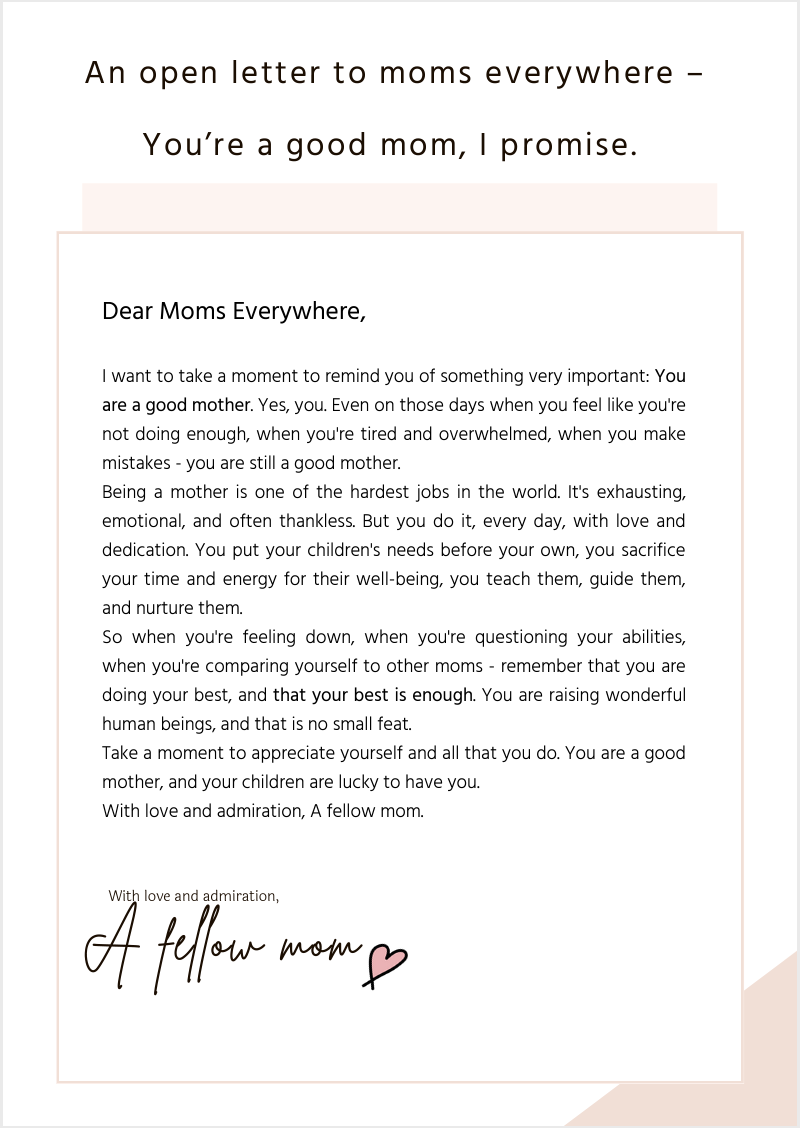 An open letter to moms everywhere –
You’re a good mom, I promise.
Dear Moms Everywhere,
I want to take a moment to remind you of something very important: You
are a good mother. Yes, you. Even on those days when you feel like you're
not doing enough, when you're tired and overwhelmed, when you make
mistakes - you are still a good mother.
Being a mother is one of the hardest jobs in the world. It's exhausting,
emotional, and often thankless. But you do it, every day, with love and
dedication. You put your children's needs before your own, you sacrifice
your time and energy for their well-being, you teach them, guide them,
and nurture them.
So when you're feeling down, when you're questioning your abilities,
when you're comparing yourself to other moms - remember that you are
doing your best, and that your best is enough. You are raising wonderful
human beings, and that is no small feat.
Take a moment to appreciate yourself and all that you do. You are a good
mother, and your children are lucky to have you.
With love and admiration, A fellow mom.
With love and admiration,
A fellow mom